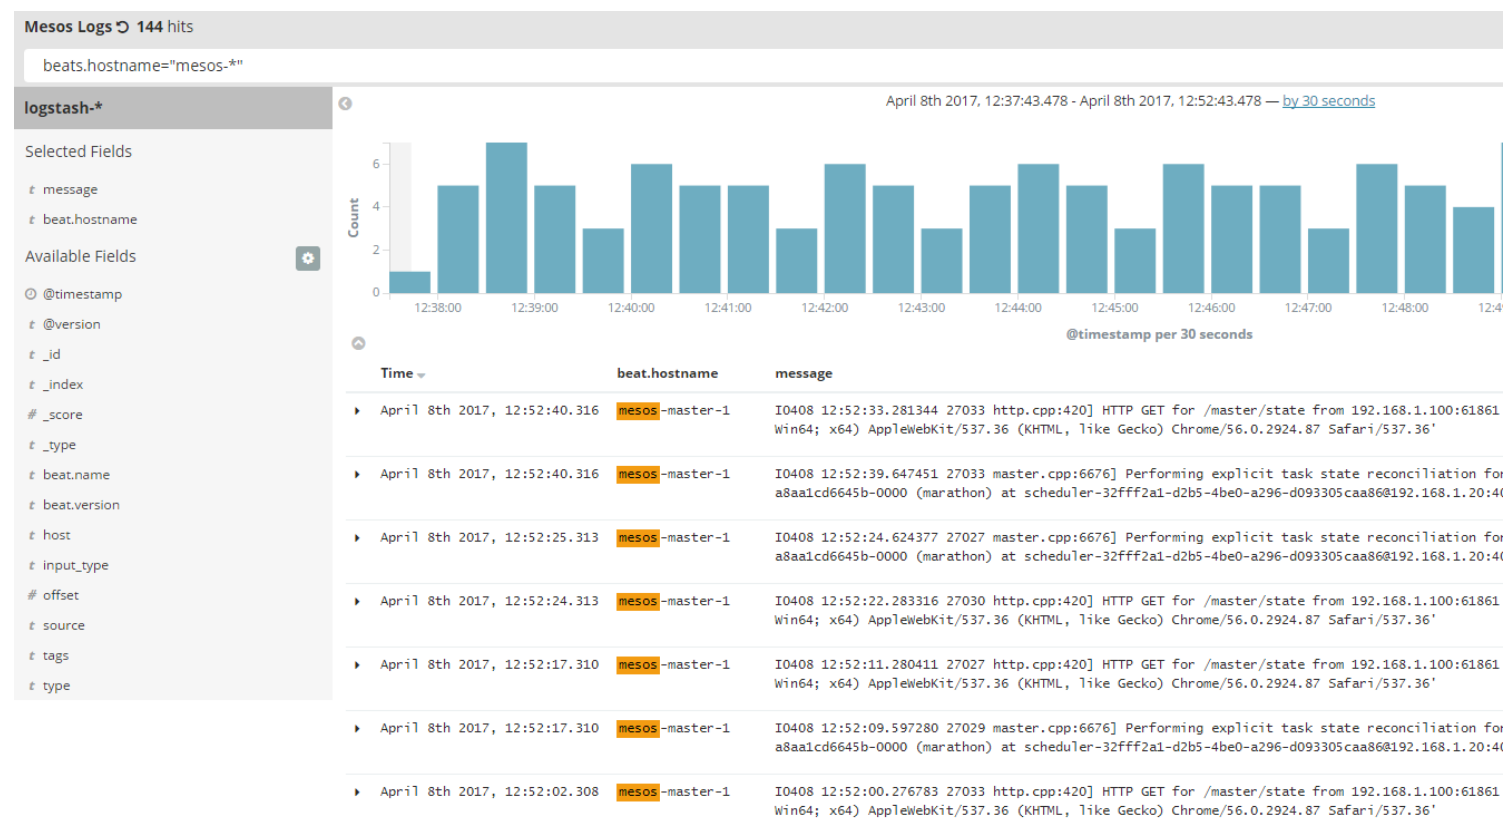 Mesos Logs 144 hits
beats.hostname="mesos-*"
logstash-*
Selected Fields
t message
t beat.hostname
Available Fields
@timestamp
t @version
t _id
t _index
# _score
t _type
t beat.name
t beat.version
t host
t input_type
# offset
t source
t tags
t type
April 8th 2017, 12:37:43.478 - April 8th 2017, 12:52:43.478 — by 30 seconds
Count
6
4
2
0
12:38:00 12:39:00 12:40:00 12:41:00 12:42:00 12:43:00 12:44:00 12:45:00 12:46:00 12:47:00 12:48:00 12:4
@timestamp per 30 seconds
Time beat.hostname message
April 8th 2017, 12:52:40.316 mesos-master-1 I0408 12:52:33.281344 27033 http.cpp:420] HTTP GET for /master/state from 192.168.1.100:61861
Win64; x64) AppleWebKit/537.36 (KHTML, like Gecko) Chrome/56.0.2924.87 Safari/537.36'
April 8th 2017, 12:52:40.316 mesos-master-1 I0408 12:52:39.647451 27033 master.cpp:6676] Performing explicit task state reconciliation for
a8aa1cd6645b-0000 (marathon) at scheduler-32fff2a1-d2b5-4be0-a296-d093305caa86@192.168.1.20:40
April 8th 2017, 12:52:25.313 mesos-master-1 I0408 12:52:24.624377 27027 master.cpp:6676] Performing explicit task state reconciliation for
a8aa1cd6645b-0000 (marathon) at scheduler-32fff2a1-d2b5-4be0-a296-d093305caa86@192.168.1.20:40
April 8th 2017, 12:52:24.313 mesos-master-1 I0408 12:52:22.283316 27030 http.cpp:420] HTTP GET for /master/state from 192.168.1.100:61861
Win64; x64) AppleWebKit/537.36 (KHTML, like Gecko) Chrome/56.0.2924.87 Safari/537.36'
April 8th 2017, 12:52:17.310 mesos-master-1 I0408 12:52:11.280411 27027 http.cpp:420] HTTP GET for /master/state from 192.168.1.100:61861
Win64; x64) AppleWebKit/537.36 (KHTML, like Gecko) Chrome/56.0.2924.87 Safari/537.36'
April 8th 2017, 12:52:17.310 mesos-master-1 I0408 12:52:09.597280 27029 master.cpp:6676] Performing explicit task state reconciliation for
a8aa1cd6645b-0000 (marathon) at scheduler-32fff2a1-d2b5-4be0-a296-d093305caa86@192.168.1.20:40
April 8th 2017, 12:52:02.308 mesos-master-1 I0408 12:52:00.276783 27033 http.cpp:420] HTTP GET for /master/state from 192.168.1.100:61861
Win64; x64) AppleWebKit/537.36 (KHTML, like Gecko) Chrome/56.0.2924.87 Safari/537.36'